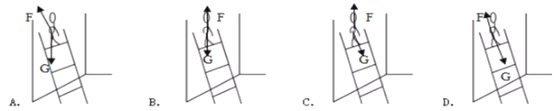 F G A.
F G B.
F G C.
F G D.